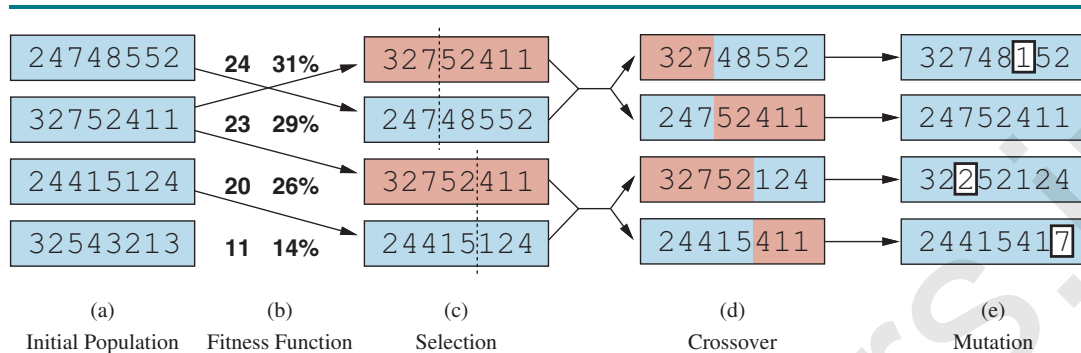 24748552 24 31% 32752411 32748552 32748152
32752411 23 29% 24748552 24752411 24752411
24415124 20 26% 32752411 32752124 32252124
32543213 11 14% 24415124 24415411 24415417
(a) (b) (c) (d) (e)
Initial Population Fitness Function Selection Crossover Mutation